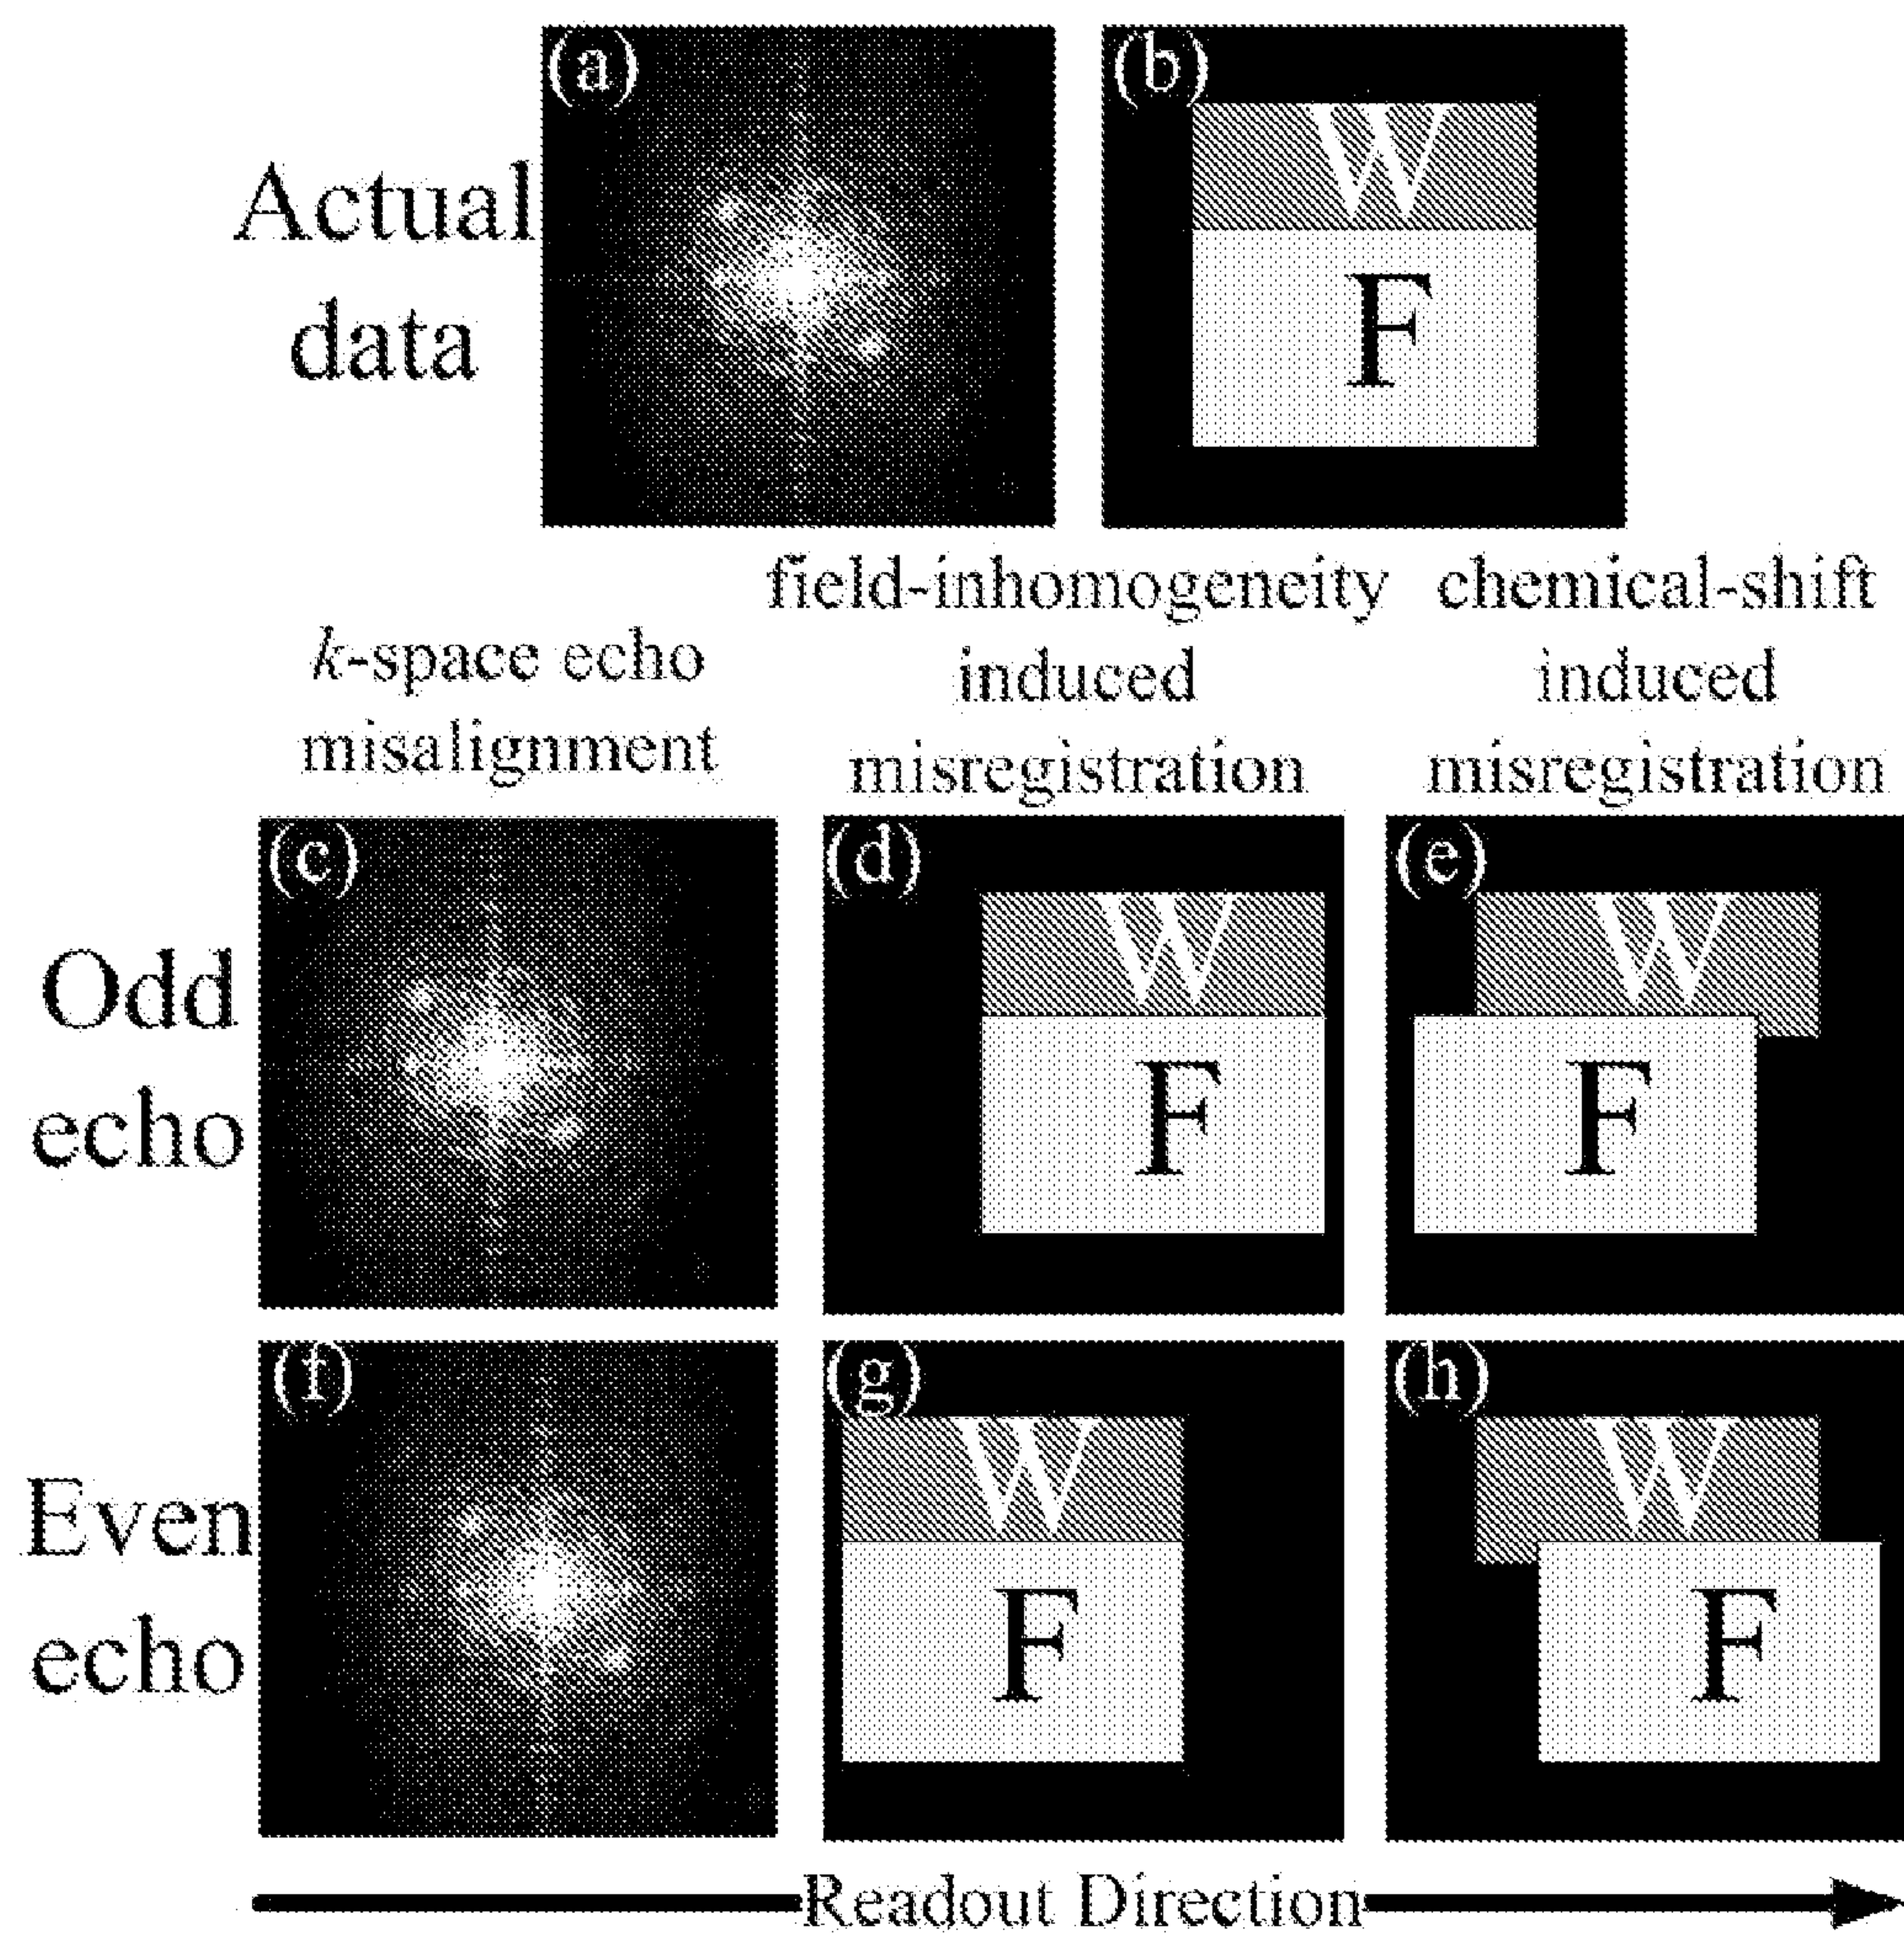 (a)
(b)
W
Actual
data
F
field-inhomogeneity
induced
misregistration
chemical-shift
induced
misregistration
k-space echo
misalignment
(c)
(d)
(e)
W
W
Odd
echo
F
F
(f)
(g)
(h)
W
W
Even
echo
F
F
Readout Direction